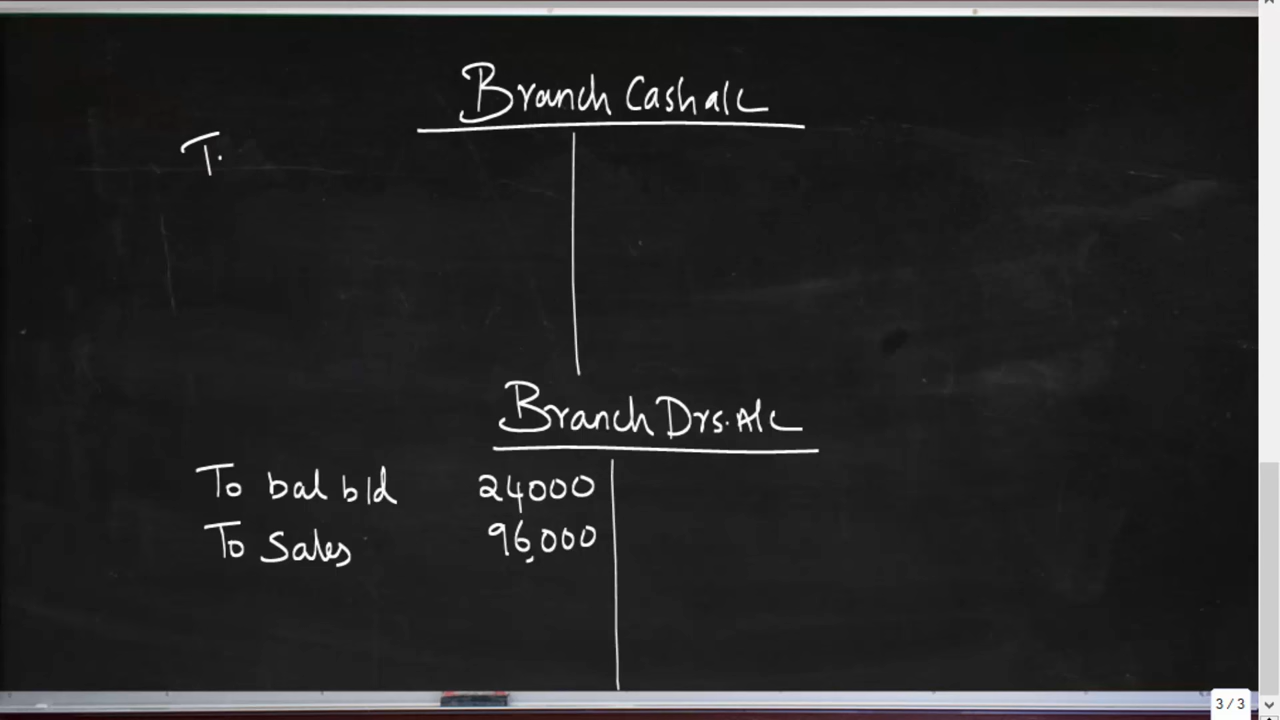 Branch Cash a/c
T.
Branch Drs. A/c
To bal b/d 24000
To Sales 96,000
3 / 3